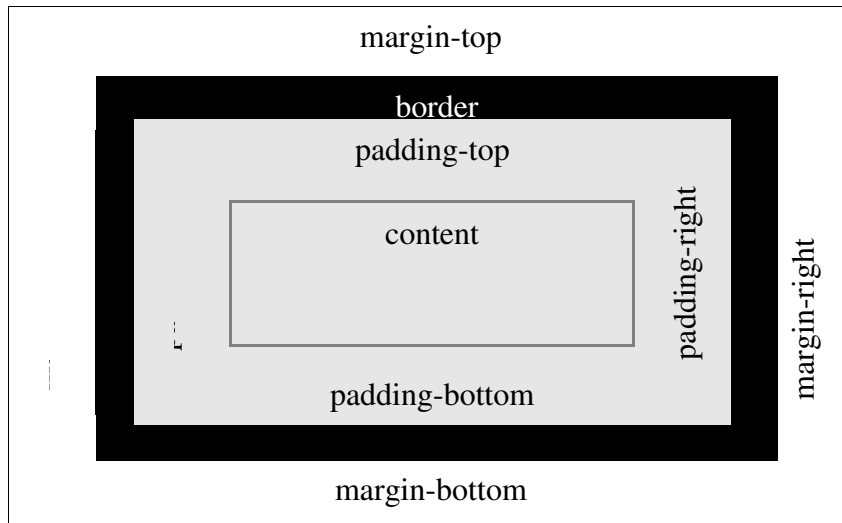 margin-top
border
padding-top
content
padding-right
margin-right
padding-bottom
margin-bottom